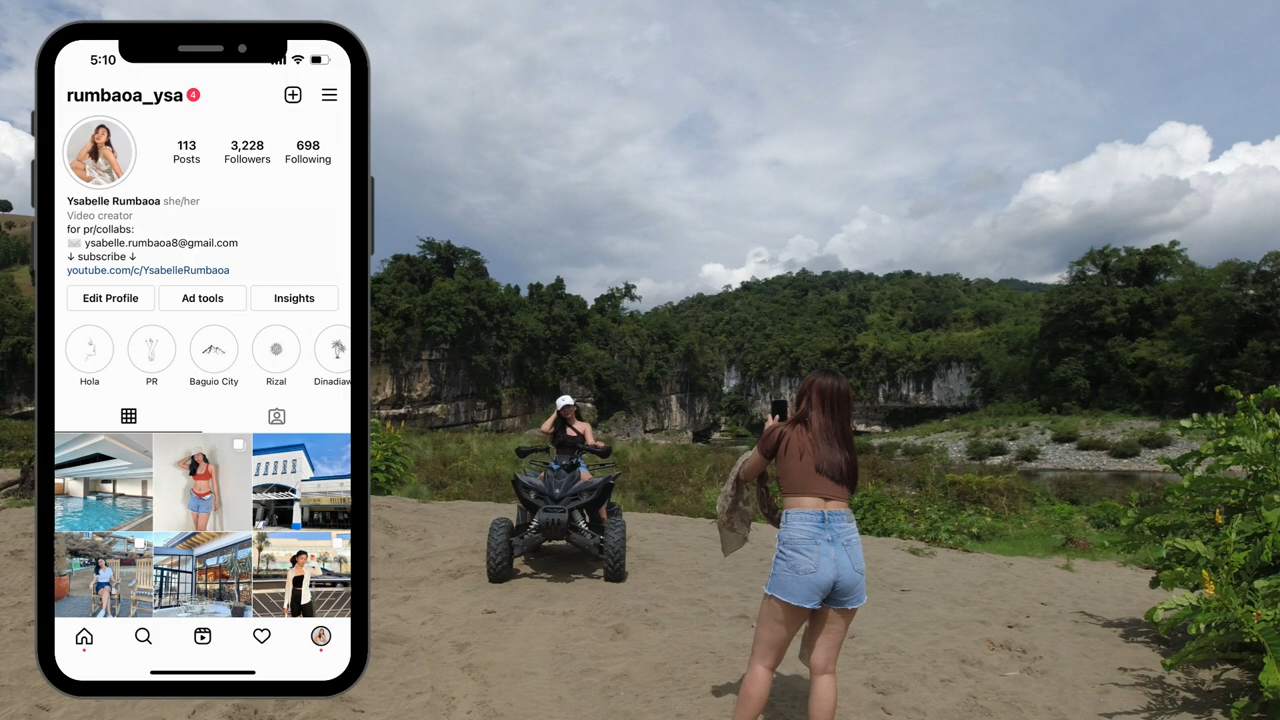 5:10
rumbaoa_ysa 4
113 3,228 698
Posts Followers Following
Ysabelle Rumbaoa she/her
Video creator
for pr/collabs:
✉️ ysabelle.rumbaoa8@gmail.com
↓ subscribe ↓
youtube.com/c/YsabelleRumbaoa
Edit Profile Ad tools Insights
Hola PR Baguio City Rizal Dinadiaw